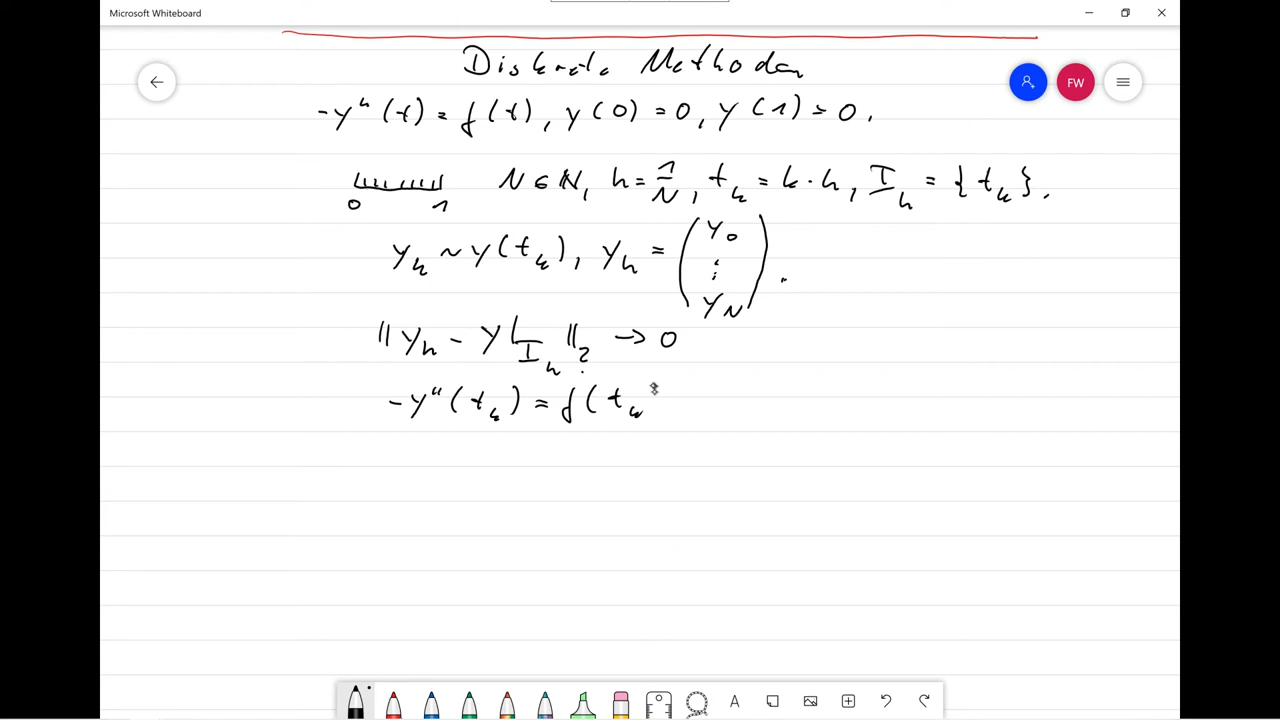 Microsoft Whiteboard
Diskrete Methoden
FW
-y"(t) = f(t), y(0) = 0, y(1) = 0.
0 1 N ∈ ℕ, h = 1/N, t_k = k · h, I_h = { t_k }.
y_k ~ y(t_k), y_h = (y_0 ⋮ y_N).
|| y_h - y|_{I_h} ||_? → 0
-y"(t_k) = f(t_k
A